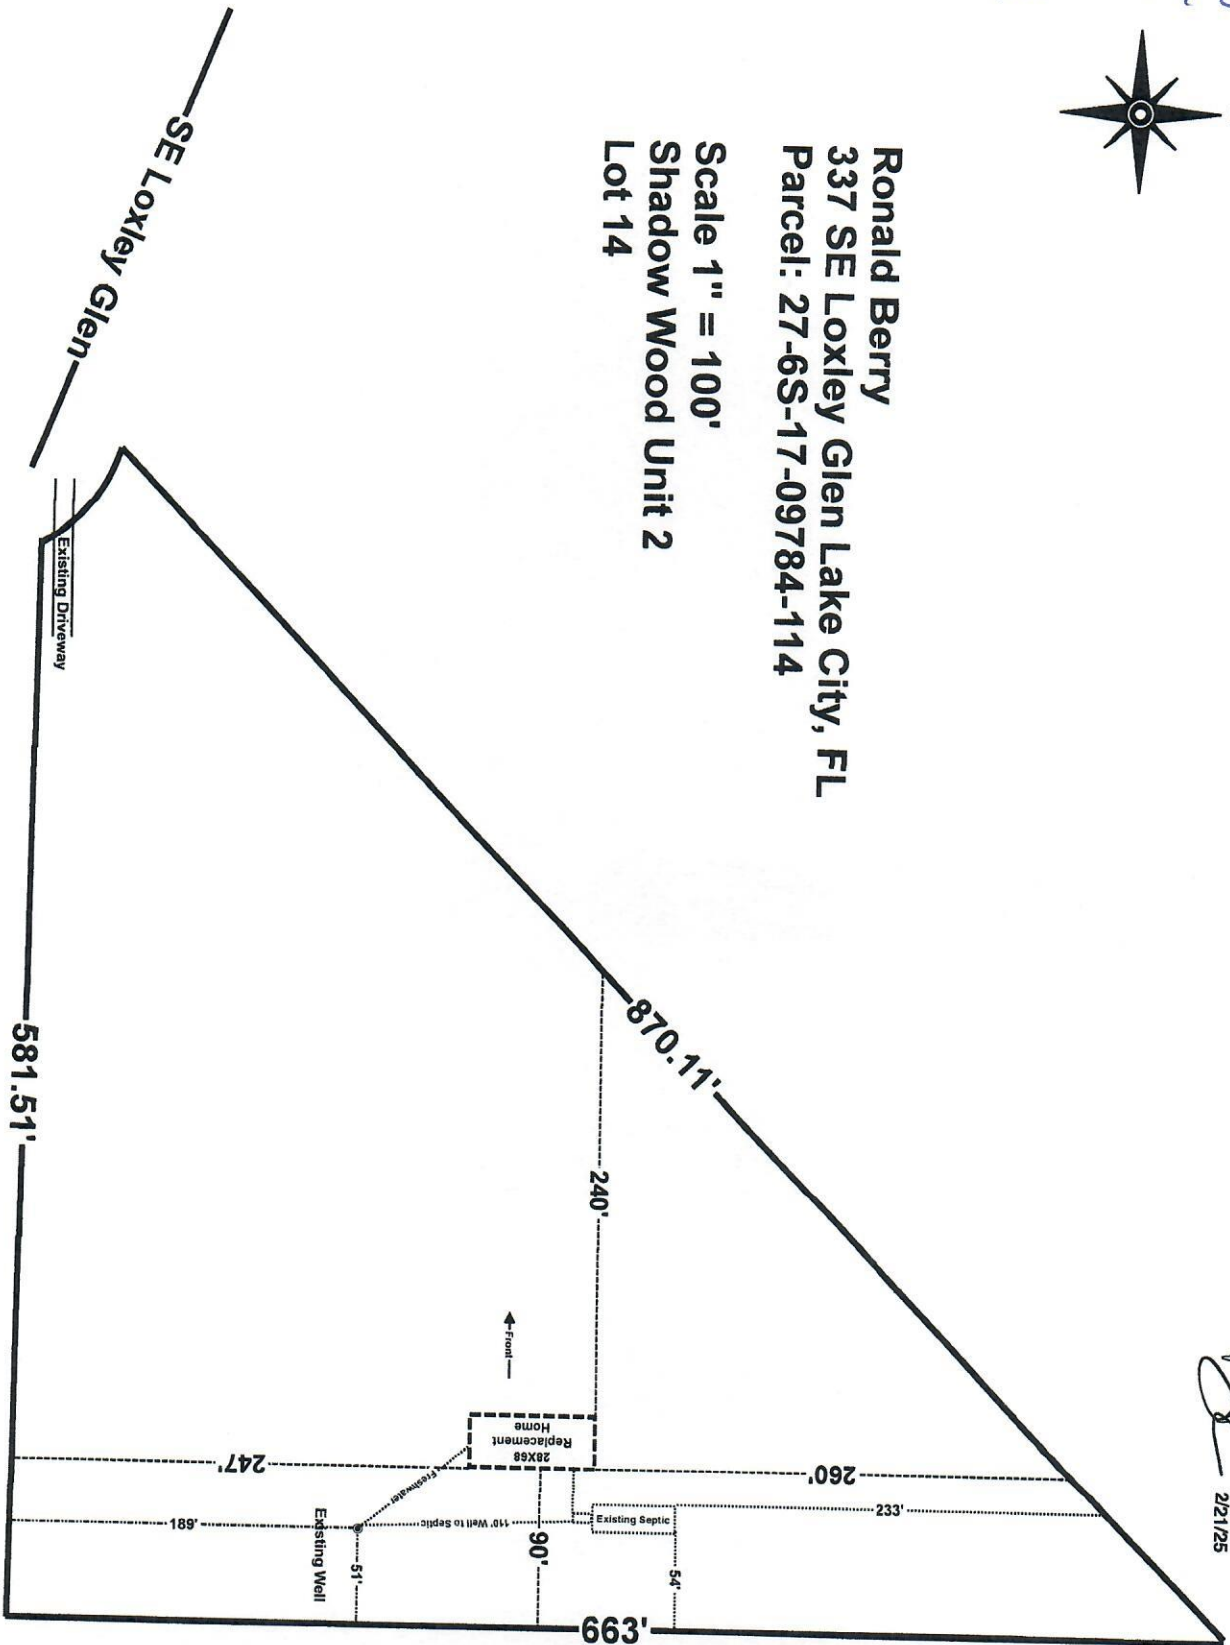 Ronald Berry
337 SE Loxley Glen Lake City, FL
Parcel: 27-6S-17-09784-114
Scale 1" = 100'
Shadow Wood Unit 2
Lot 14
SE Loxley Glen
Existing Driveway
870.11'
581.51'
240'
Front
28X68
Replacement
Home
247'
260'
Freshwater
110' Well to Septic
Existing Septic
233'
189'
Existing Well
51'
90'
54'
663'
2/21/25